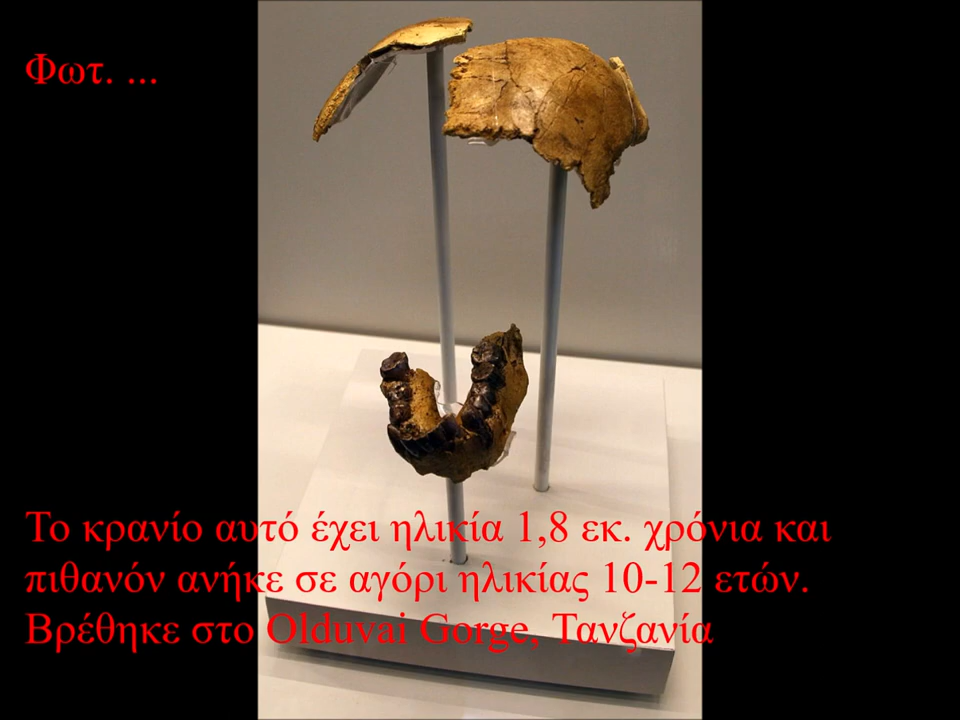 Φωτ. ...
Το κρανίο αυτό έχει ηλικία 1,8 εκ. χρόνια και
πιθανόν ανήκε σε αγόρι ηλικίας 10-12 ετών.
Βρέθηκε στο Olduvai Gorge, Τανζανία